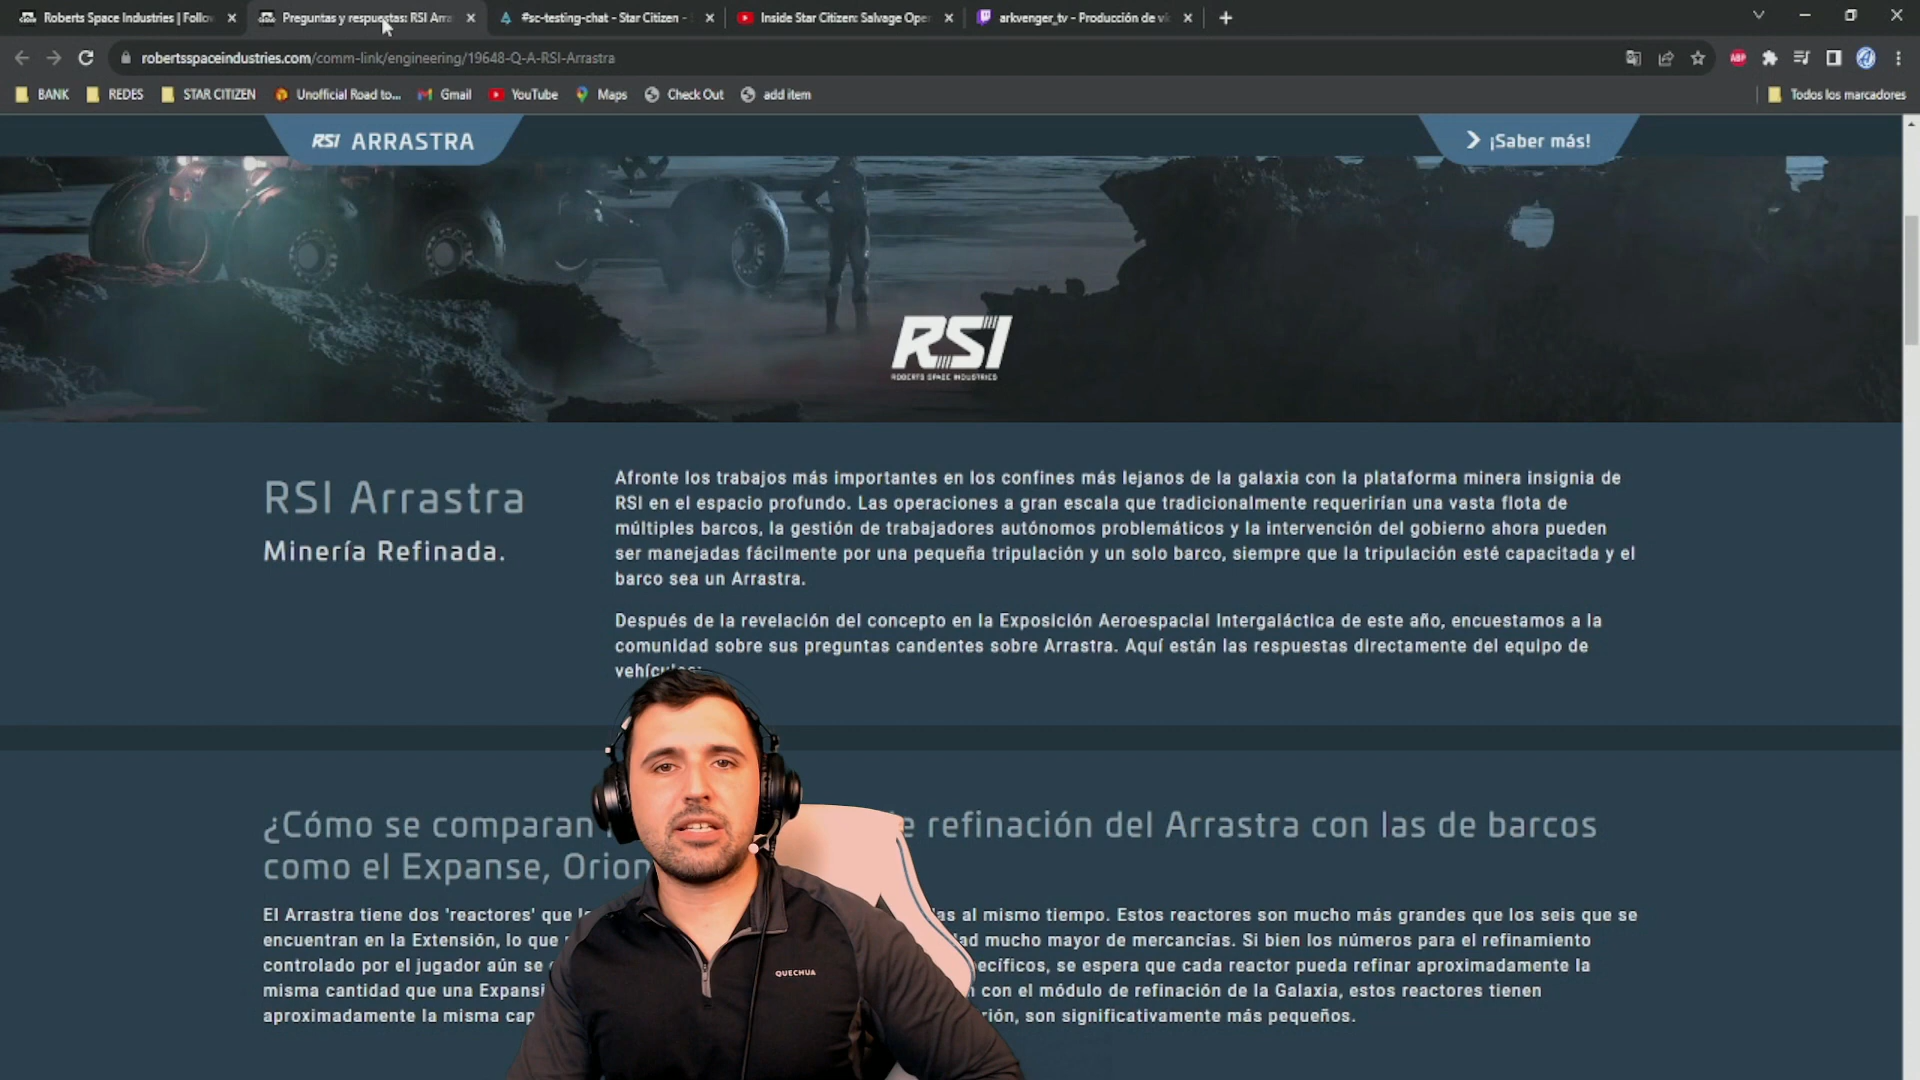 Roberts Space Industries | Follo
Preguntas y respuestas: RSI Arra
#sc-testing-chat - Star Citizen -
Inside Star Citizen: Salvage Oper
arkvenger_tv - Producción de vi
robertsspaceindustries.com/comm-link/engineering/19648-Q-A-RSI-Arrastra
ABP
BANK
REDES
STAR CITIZEN
Unofficial Road to...
Gmail
YouTube
Maps
Check Out
add item
Todos los marcadores
RSI ARRASTRA
¡Saber más!
RSI
ROBERTS SPACE INDUSTRIES
RSI Arrastra
Minería Refinada.
Afronte los trabajos más importantes en los confines más lejanos de la galaxia con la plataforma minera insignia de
RSI en el espacio profundo. Las operaciones a gran escala que tradicionalmente requerirían una vasta flota de
múltiples barcos, la gestión de trabajadores autónomos problemáticos y la intervención del gobierno ahora pueden
ser manejadas fácilmente por una pequeña tripulación y un solo barco, siempre que la tripulación esté capacitada y el
barco sea un Arrastra.
Después de la revelación del concepto en la Exposición Aeroespacial Intergaláctica de este año, encuestamos a la
comunidad sobre sus preguntas candentes sobre Arrastra. Aquí están las respuestas directamente del equipo de
¿Cómo se comparan refinación del Arrastra con las de barcos
como el Expanse, Orion
El Arrastra tiene dos 'reactores' que al mismo tiempo. Estos reactores son mucho más grandes que los seis que se
encuentran en la Extensión, lo que mucho mayor de mercancías. Si bien los números para el refinamiento
controlado por el jugador aún se se espera que cada reactor pueda refinar aproximadamente la
misma cantidad que una con el módulo de refinación de la Galaxia, estos reactores tienen
aproximadamente la misma son significativamente más pequeños.
QUECHUA